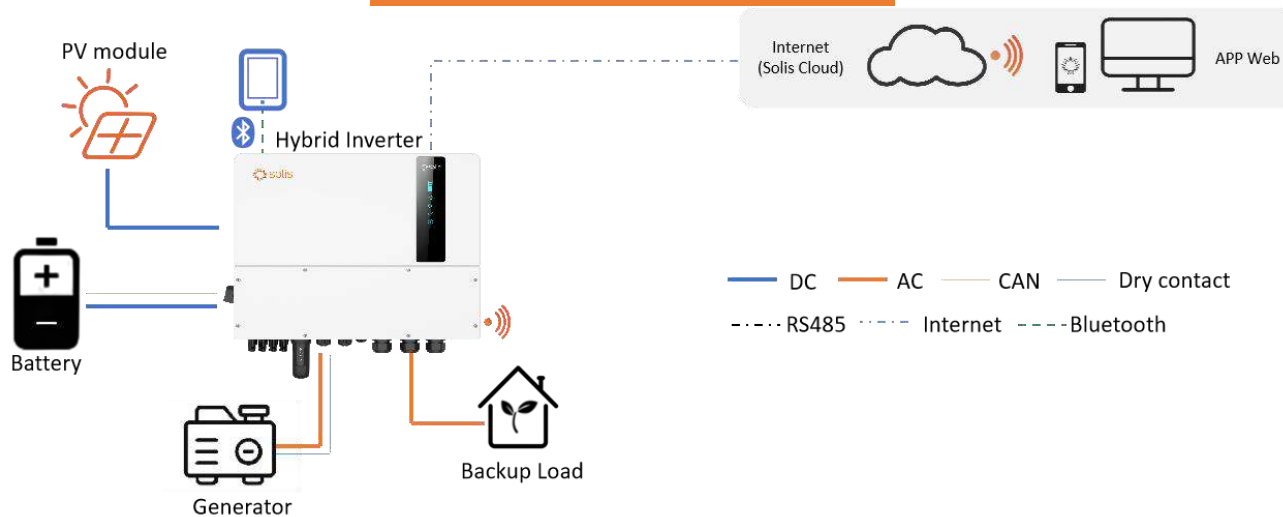 PV module
Internet
(Solis Cloud)
APP Web
Hybrid Inverter
solis
DC
AC
CAN
Dry contact
RS485
Internet
Bluetooth
Battery
Generator
Backup Load